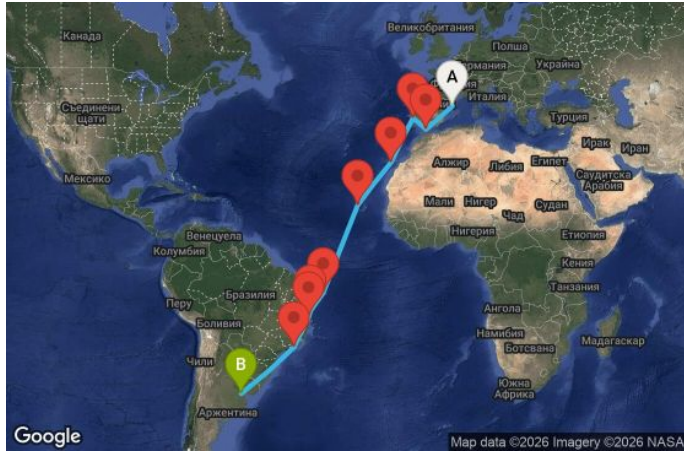 Канада
Великобритания
Полша
Украйна
A
Италия
Съединени
щати
Турция
Ирак
Иран
Алжир
Либия
Египет
Саудитска
Арабия
Мексико
Мали
Нигер
Судан
Чад
Венецуела
Нигерия
Етиопия
Колумбия
Кения
Бразилия
Танзания
Перу
Ангола
Боливия
Намибия
Мадагаскар
Ботсвана
Чили
B
Южна
Африка
Аржентина
Google
Map data ©2026 Imagery ©2026 NASA